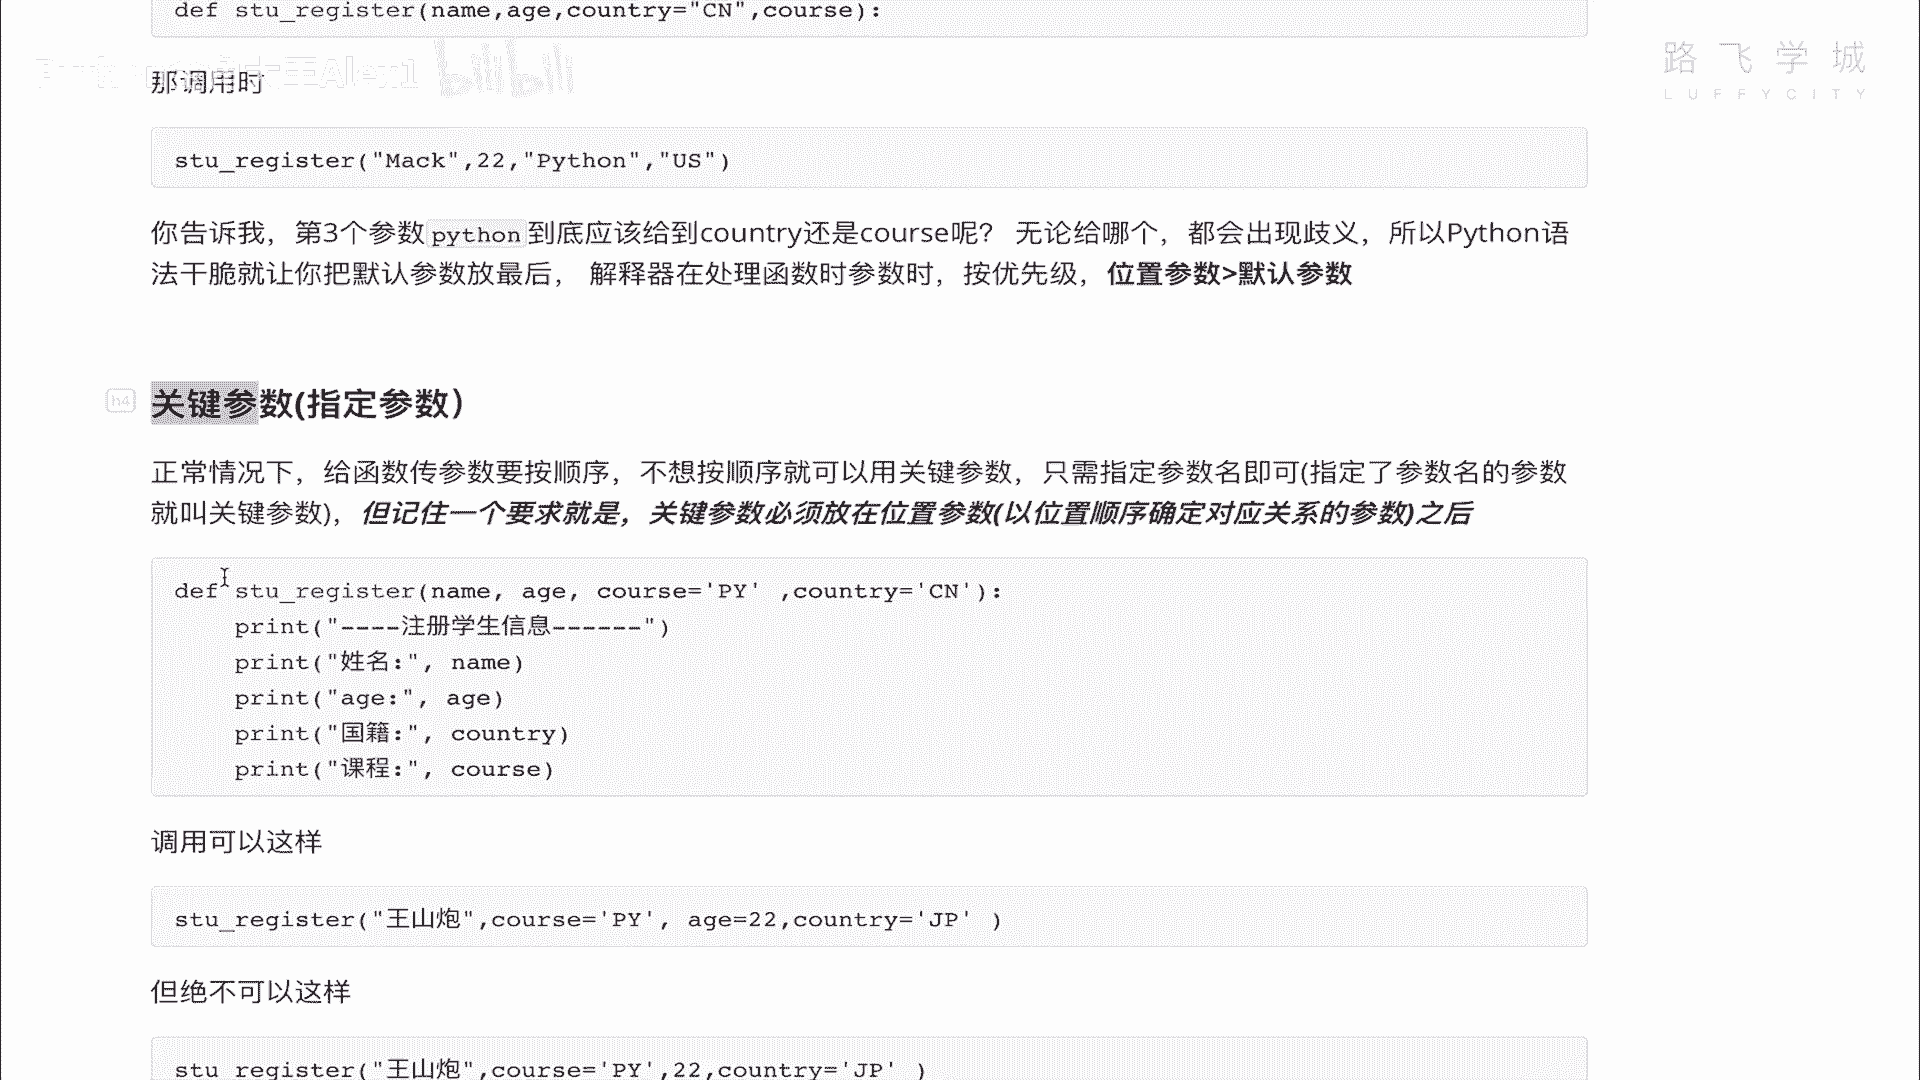 def stu_register(name,age,country="CN",course):
那调用时
路飞学城
LUFFYCITY
stu_register("Mack",22,"Python","US")
你告诉我，第3个参数python到底应该给到country还是course呢？ 无论给哪个，都会出现歧义，所以Python语
法干脆就让你把默认参数放最后， 解释器在处理函数时参数时，按优先级，位置参数>默认参数
h4
关键参数(指定参数）
正常情况下，给函数传参数要按顺序，不想按顺序就可以用关键参数，只需指定参数名即可(指定了参数名的参数
就叫关键参数)，但记住一个要求就是，关键参数必须放在位置参数(以位置顺序确定对应关系的参数)之后
def stu_register(name, age, course='PY' ,country='CN'):
print("----注册学生信息------")
print("姓名:", name)
print("age:", age)
print("国籍:", country)
print("课程:", course)
调用可以这样
stu_register("王山炮",course='PY', age=22,country='JP' )
但绝不可以这样
stu_register("王山炮",course='PY',22,country='JP' )